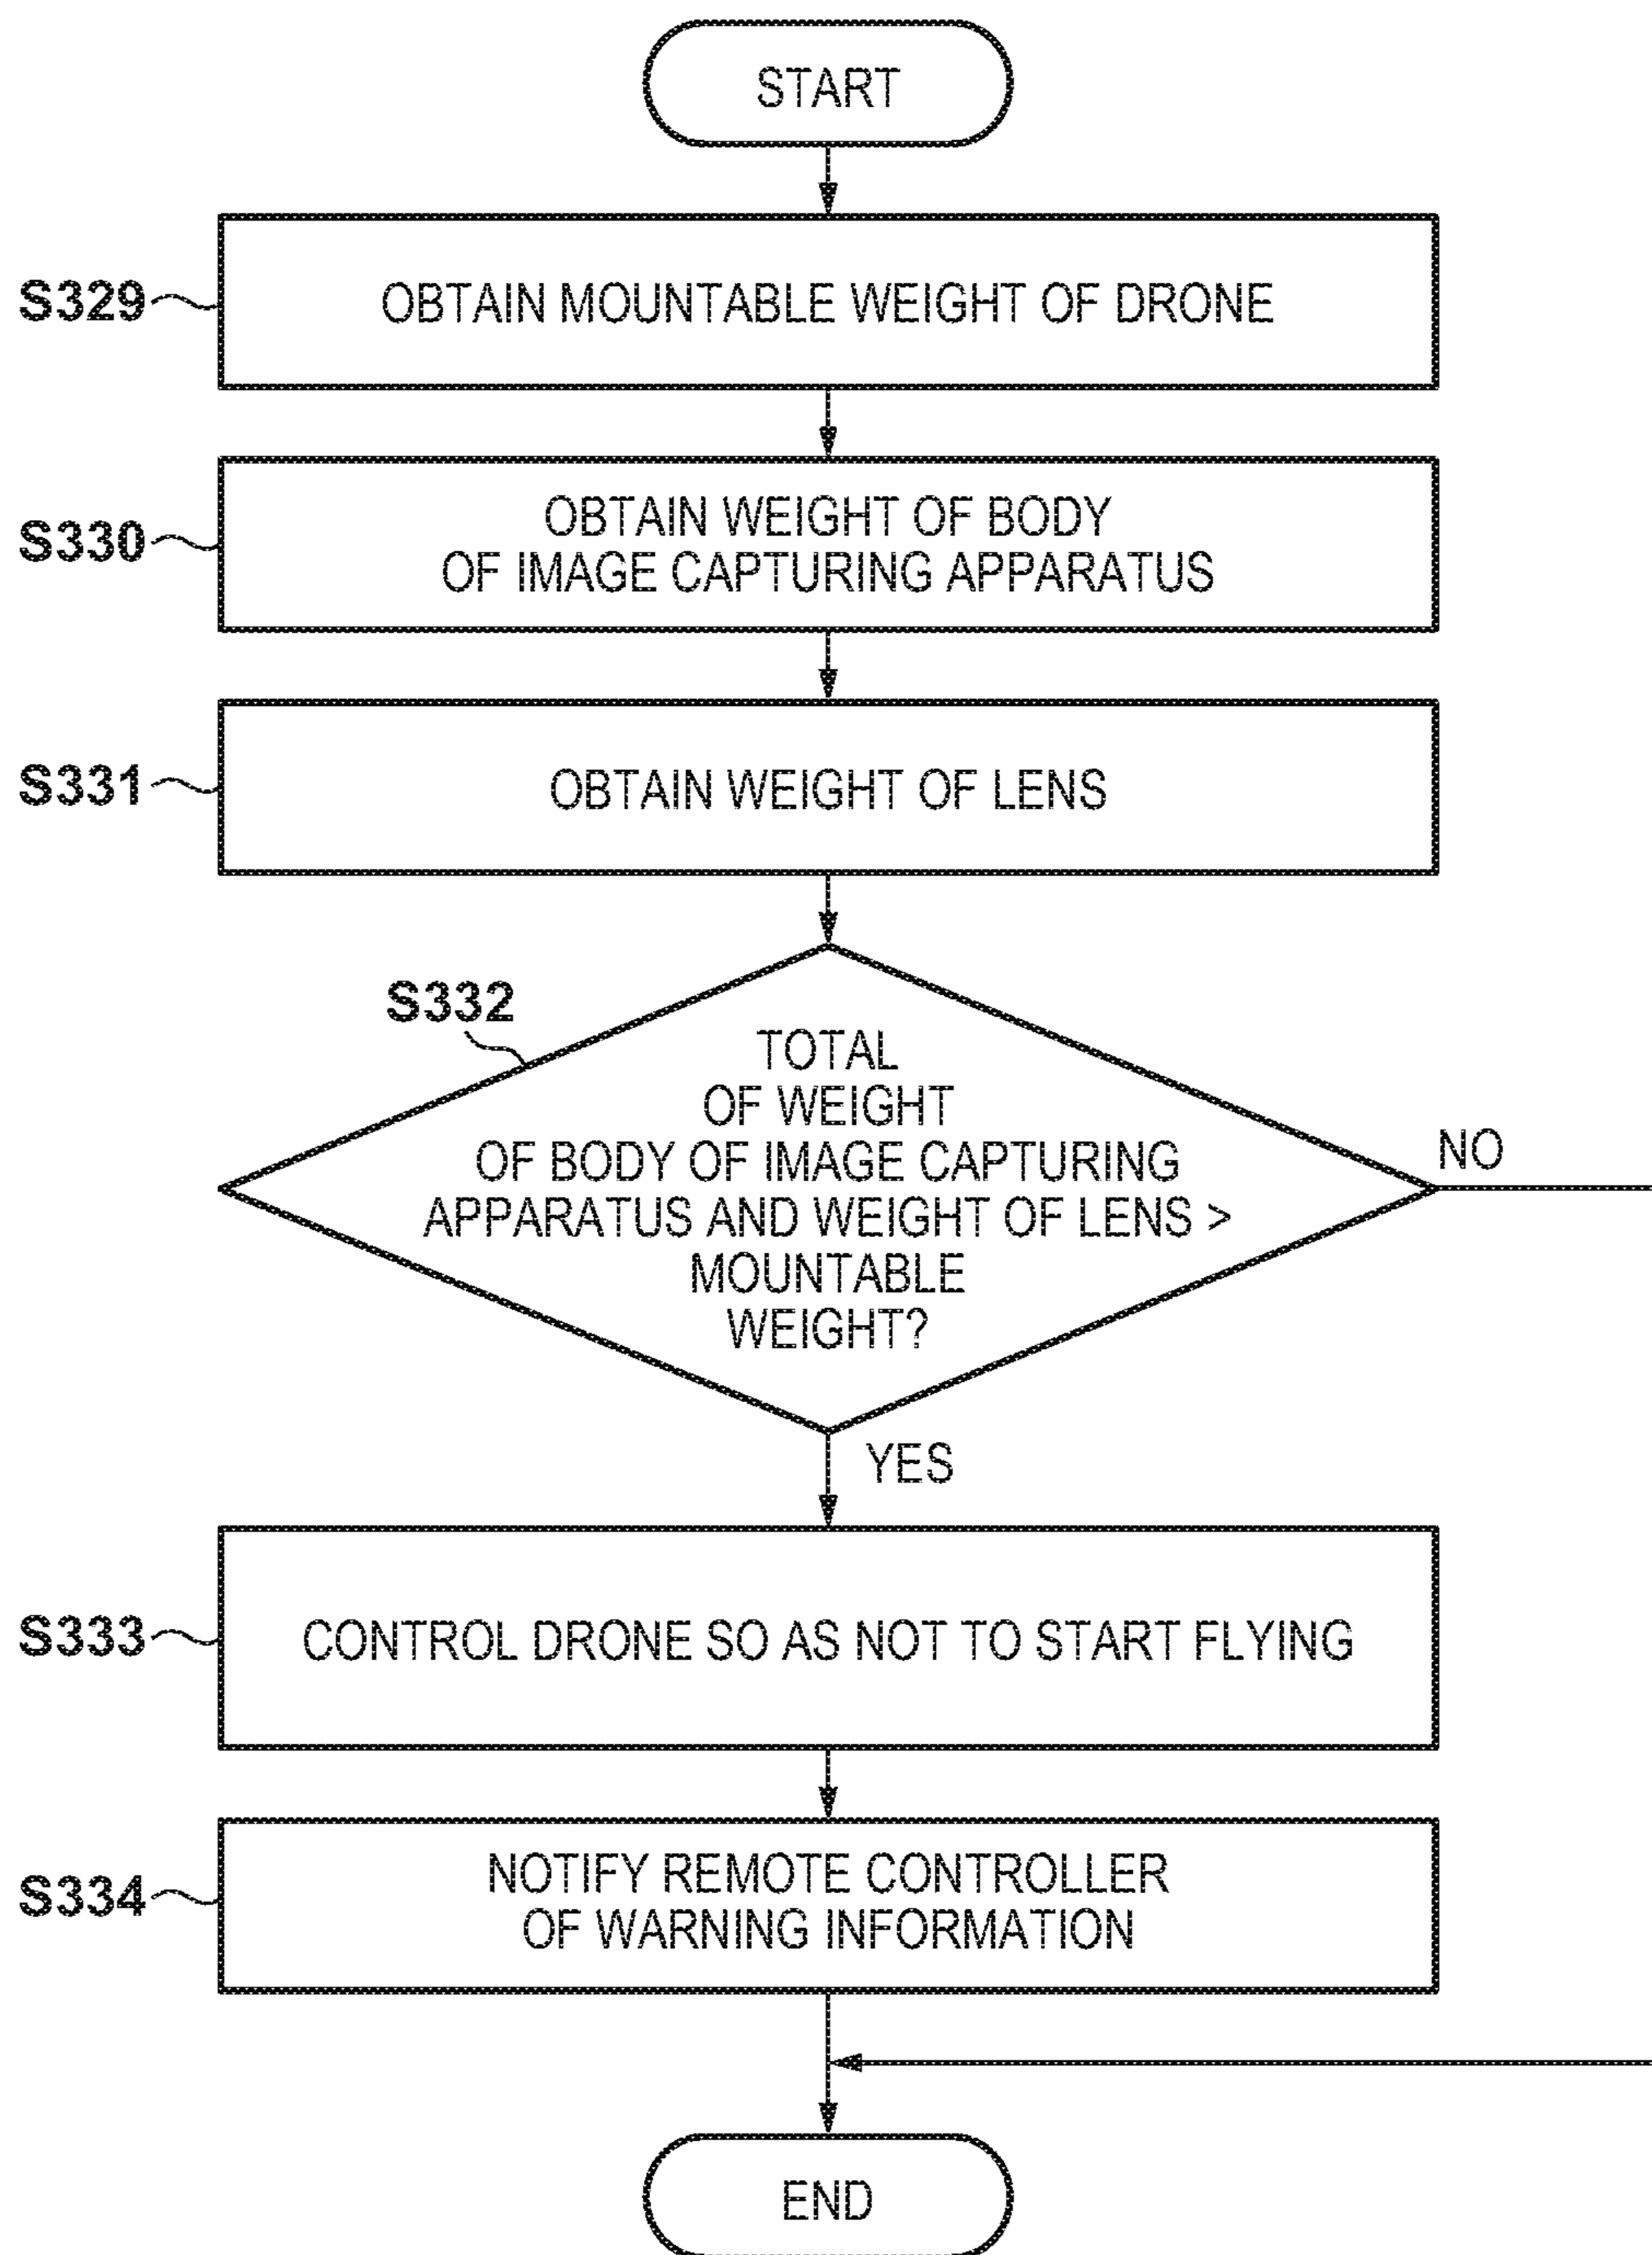 START
S329
OBTAIN MOUNTABLE WEIGHT OF DRONE
S330
OBTAIN WEIGHT OF BODY
OF IMAGE CAPTURING APPARATUS
S331
OBTAIN WEIGHT OF LENS
S332
TOTAL
OF WEIGHT
OF BODY OF IMAGE CAPTURING
APPARATUS AND WEIGHT OF LENS >
MOUNTABLE
WEIGHT?
NO
YES
S333
CONTROL DRONE SO AS NOT TO START FLYING
S334
NOTIFY REMOTE CONTROLLER
OF WARNING INFORMATION
END